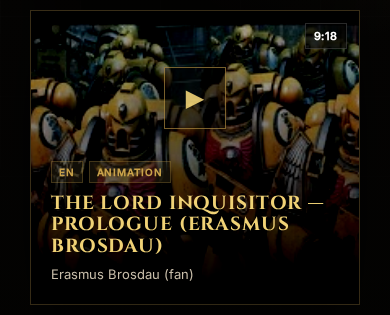 9:18
EN ANIMATION
THE LORD INQUISITOR —
PROLOGUE (ERASMUS
BROSDAU)
Erasmus Brosdau (fan)